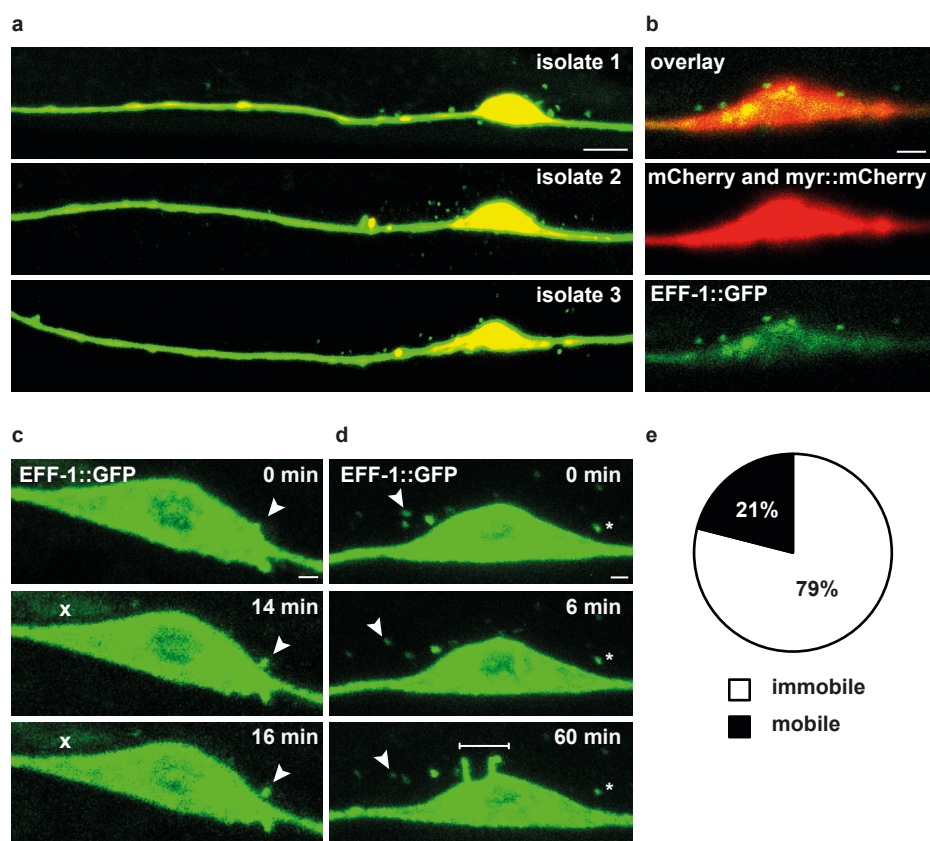 a
isolate 1
isolate 2
isolate 3
b
overlay
mCherry and myr::mCherry
EFF-1::GFP
c
EFF-1::GFP 0 min
x 14 min
x 16 min
d
EFF-1::GFP 0 min
*
6 min
*
60 min
*
e
21%
79%
immobile
mobile